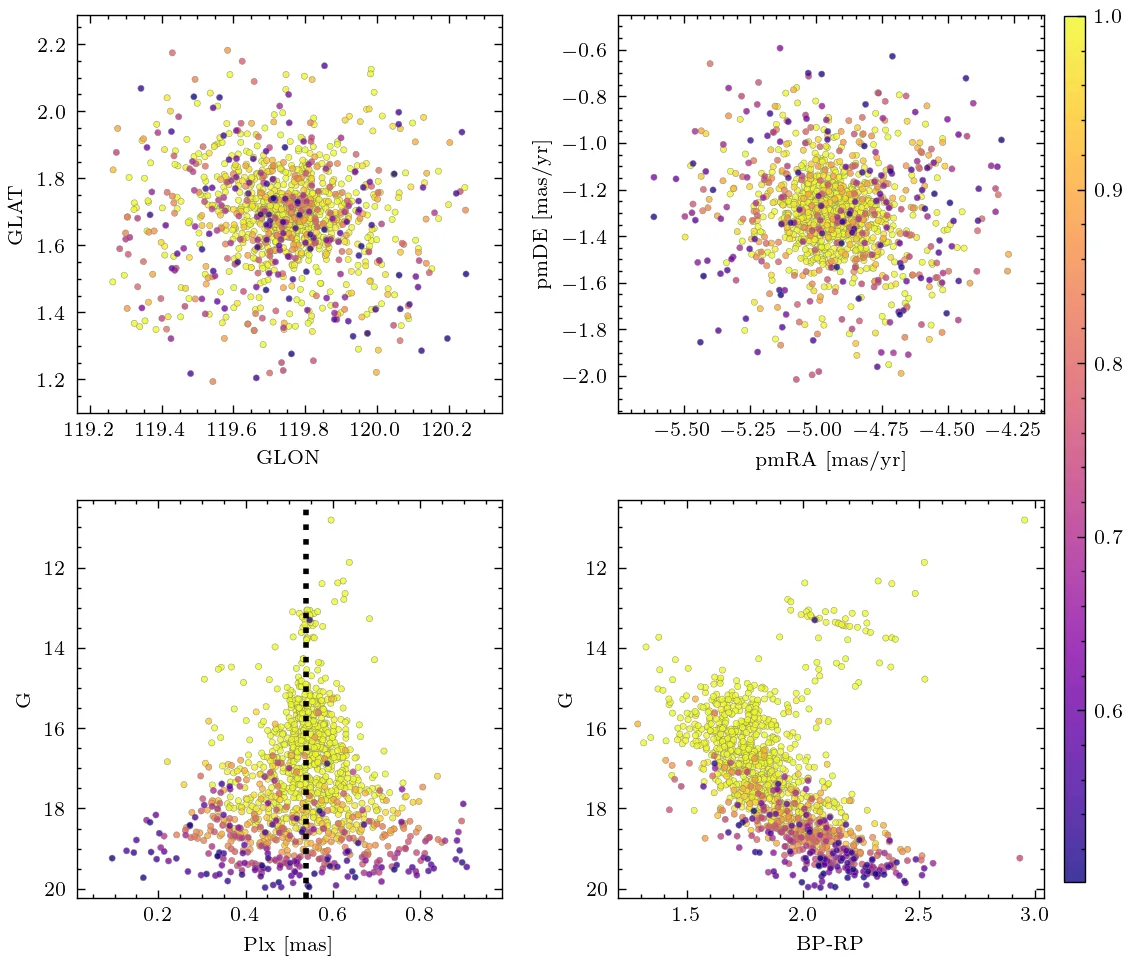 2.2
2.0
1.8
1.6
1.4
1.2
GLAT
119.2 119.4 119.6 119.8 120.0 120.2
GLON
−0.6
−0.8
−1.0
−1.2
−1.4
−1.6
−1.8
−2.0
pmDE [mas/yr]
−5.50 −5.25 −5.00 −4.75 −4.50 −4.25
pmRA [mas/yr]
1.0
0.9
0.8
0.7
0.6
12
14
16
18
20
G
0.2 0.4 0.6 0.8
Plx [mas]
12
14
16
18
20
G
1.5 2.0 2.5 3.0
BP-RP